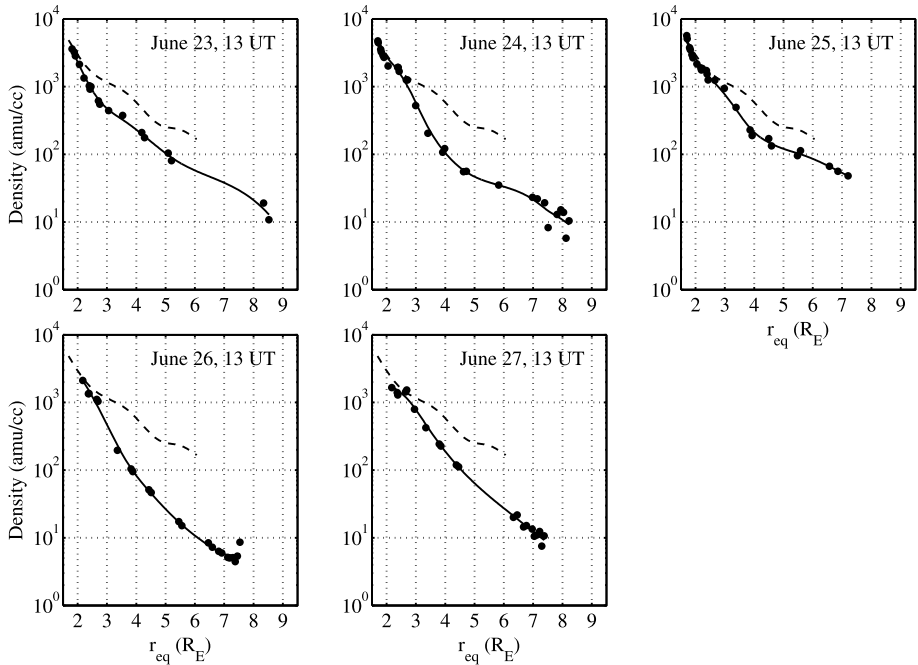 June 23, 13 UT
June 24, 13 UT
June 25, 13 UT
Density (amu/cc)
10^4
10^3
10^2
10^1
10^0
2 3 4 5 6 7 8 9
10^4
10^3
10^2
10^1
10^0
2 3 4 5 6 7 8 9
10^4
10^3
10^2
10^1
10^0
2 3 4 5 6 7 8 9
r_eq (R_E)
June 26, 13 UT
June 27, 13 UT
Density (amu/cc)
10^4
10^3
10^2
10^1
10^0
2 3 4 5 6 7 8 9
r_eq (R_E)
10^4
10^3
10^2
10^1
10^0
2 3 4 5 6 7 8 9
r_eq (R_E)